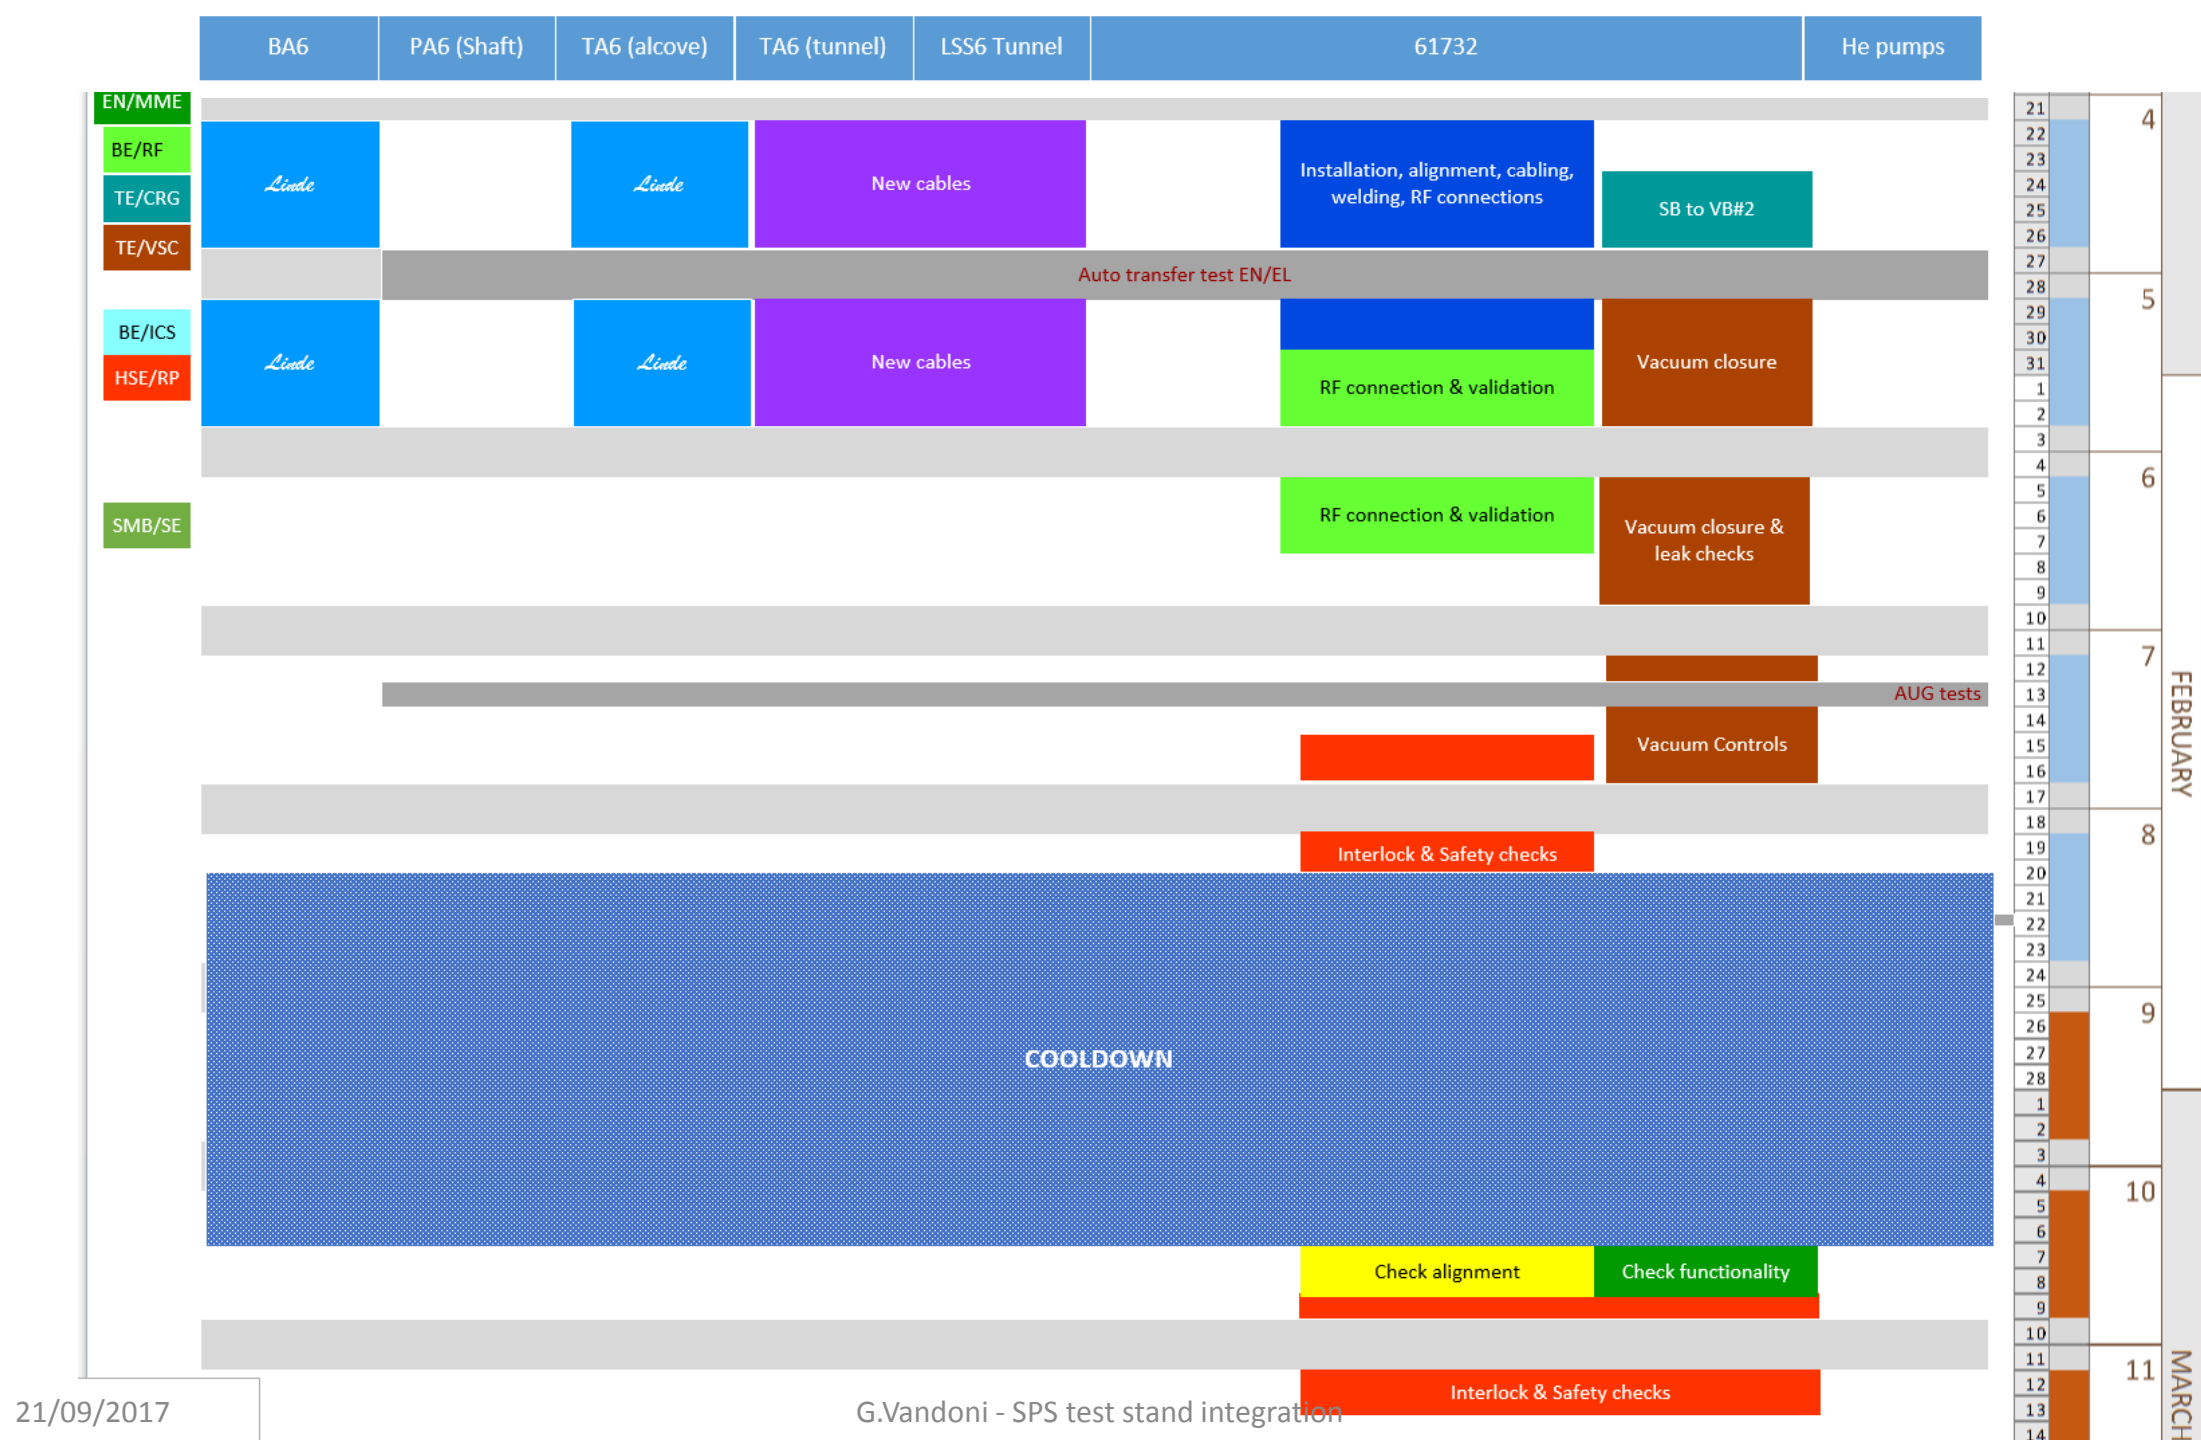 BA6
PA6 (Shaft)
TA6 (alcove)
TA6 (tunnel)
LSS6 Tunnel
61732
He pumps
EN/MME
BE/RF
TE/CRG
TE/VSC
BE/ICS
HSE/RP
SMB/SE
Linde
Linde
New cables
Installation, alignment, cabling,
welding, RF connections
SB to VB#2
Auto transfer test EN/EL
Linde
Linde
New cables
RF connection & validation
Vacuum closure
RF connection & validation
Vacuum closure &
leak checks
AUG tests
Vacuum Controls
Interlock & Safety checks
COOLDOWN
Check alignment
Check functionality
Interlock & Safety checks
21
22
23
24
25
26
27
28
29
30
31
1
2
3
4
5
6
7
8
9
10
11
12
13
14
15
16
17
18
19
20
21
22
23
24
25
26
27
28
1
2
3
4
5
6
7
8
9
10
11
12
13
14
4
5
6
7
8
9
10
11
FEBRUARY
MARCH
21/09/2017
G.Vandoni - SPS test stand integration